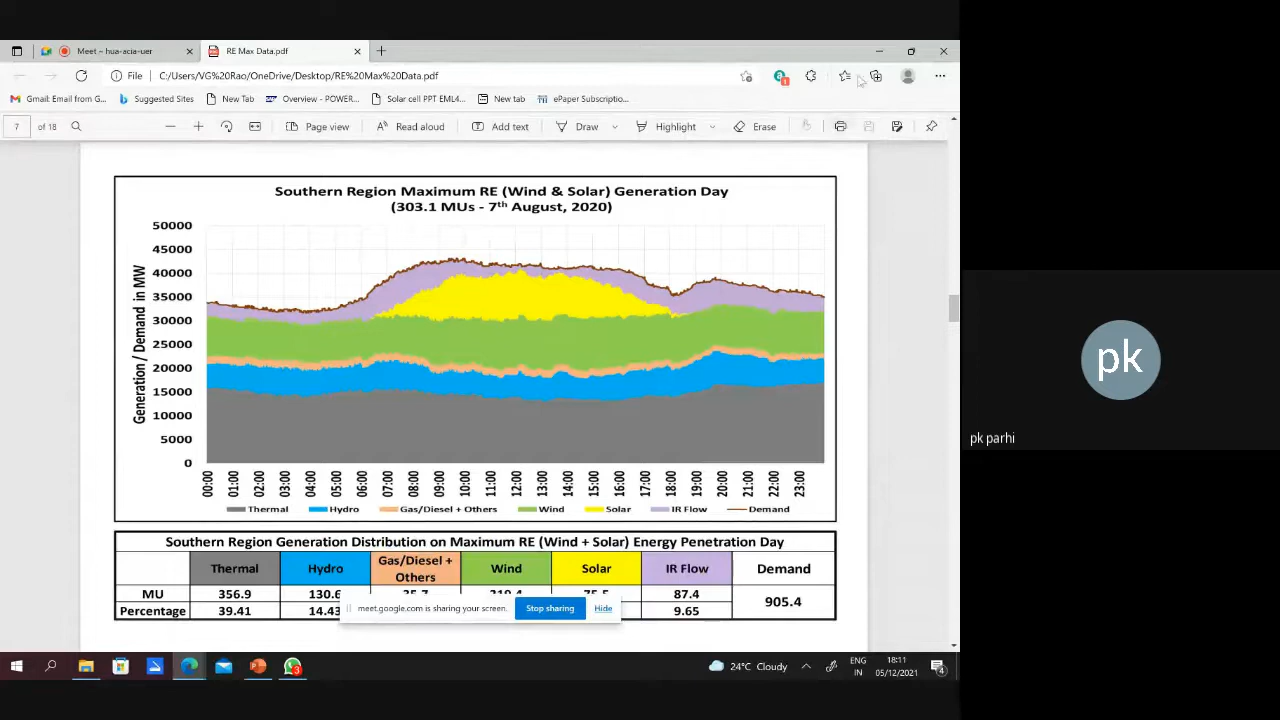 Meet – hua-acia-uer
RE Max Data.pdf
File C:/Users/VG%20Rao/OneDrive/Desktop/RE%20Max%20Data.pdf
Gmail: Email from G... Suggested Sites New Tab Overview - POWER... Solar cell PPT EML4... New tab ePaper Subscriptio...
7 of 18 Page view Read aloud Add text Draw Highlight Erase
Southern Region Maximum RE (Wind & Solar) Generation Day
(303.1 MUs - 7th August, 2020)
Generation / Demand in MW
50000
45000
40000
35000
30000
25000
20000
15000
10000
5000
0
00:00 01:00 02:00 03:00 04:00 05:00 06:00 07:00 08:00 09:00 10:00 11:00 12:00 13:00 14:00 15:00 16:00 17:00 18:00 19:00 20:00 21:00 22:00 23:00
Thermal Hydro Gas/Diesel + Others Wind Solar IR Flow Demand
Southern Region Generation Distribution on Maximum RE (Wind + Solar) Energy Penetration Day
Thermal Hydro Gas/Diesel + Others Wind Solar IR Flow Demand
MU 356.9 130.6 87.4 905.4
Percentage 39.41 14.43 9.65
meet.google.com is sharing your screen. Stop sharing Hide
pk
pk parhi
24°C Cloudy
ENG
IN
18:11
05/12/2021